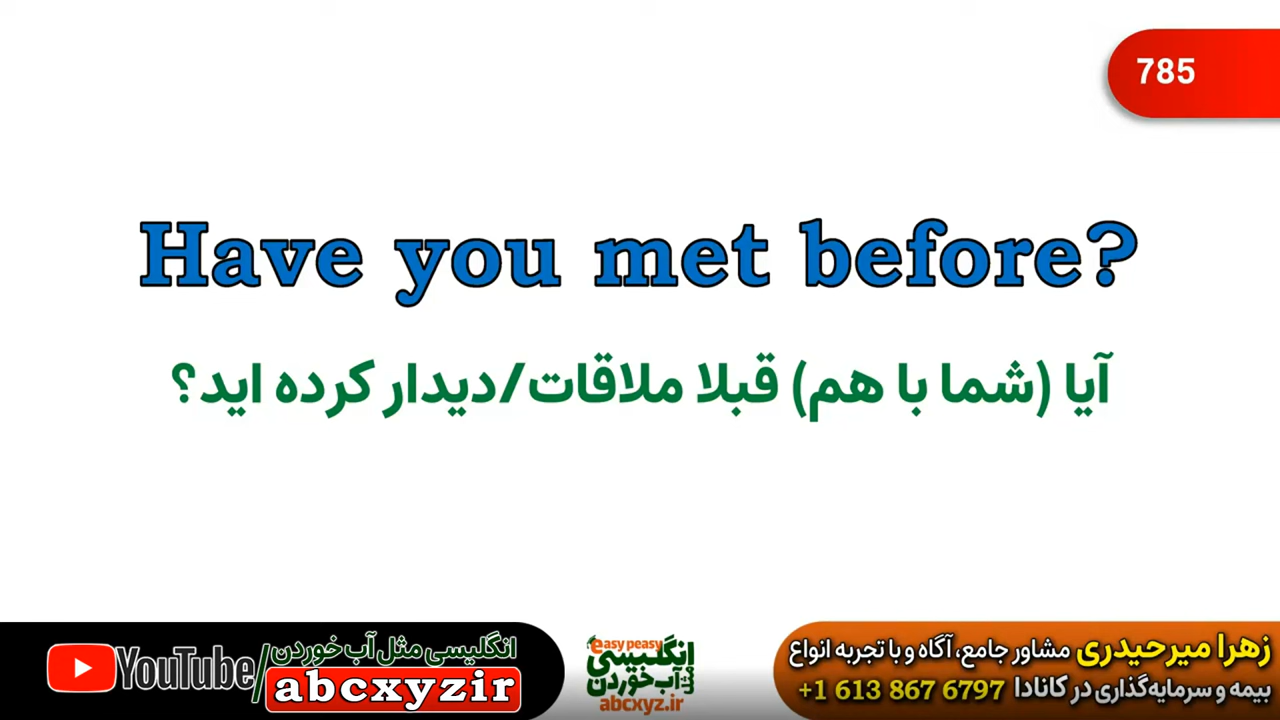 785
Have you met before?
آیا (شما با هم) قبلا ملاقات/دیدار کرده اید؟
YouTube/
انگلیسی مثل آب خوردن
abcxyzir
easy peasy
انگلیسی
مثل آب خوردن
abcxyz.ir
زهرا میرحیدری مشاور جامع، آگاه و با تجربه انواع
بیمه و سرمایه‌گذاری در کانادا 6797 867 613 1+